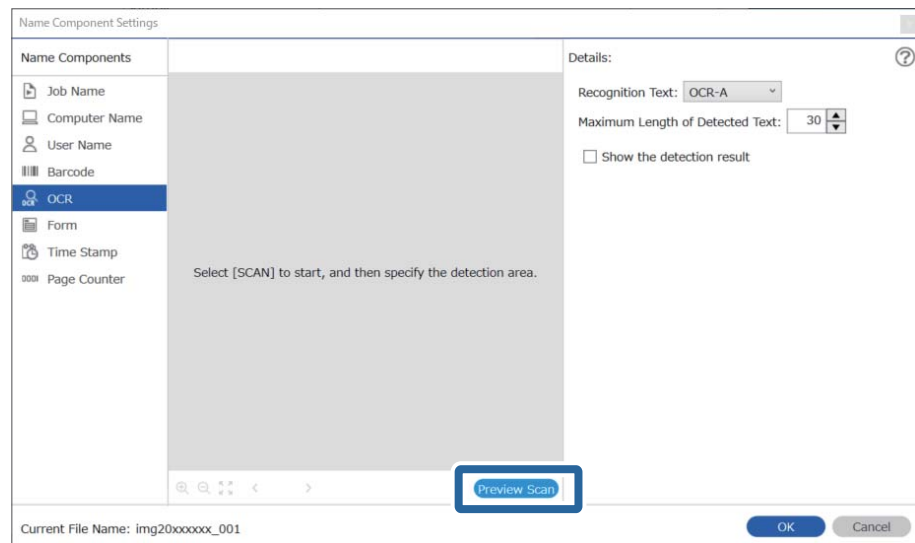 Name Component Settings
Name Components
Job Name
Computer Name
User Name
Barcode
OCR
Form
Time Stamp
Page Counter
Select [SCAN] to start, and then specify the detection area.
Preview Scan
Details:
Recognition Text: OCR-A
Maximum Length of Detected Text: 30
Show the detection result
Current File Name: img20xxxxxx_001
OK
Cancel